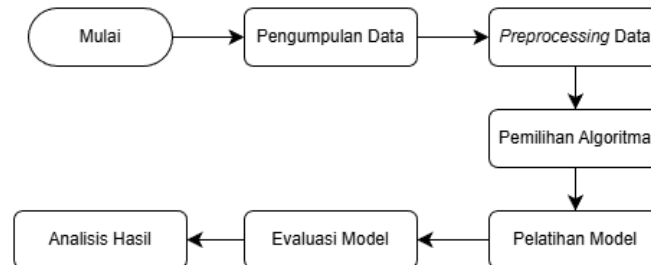 Mulai
Pengumpulan Data
Preprocessing Data
Pemilihan Algoritma
Pelatihan Model
Evaluasi Model
Analisis Hasil